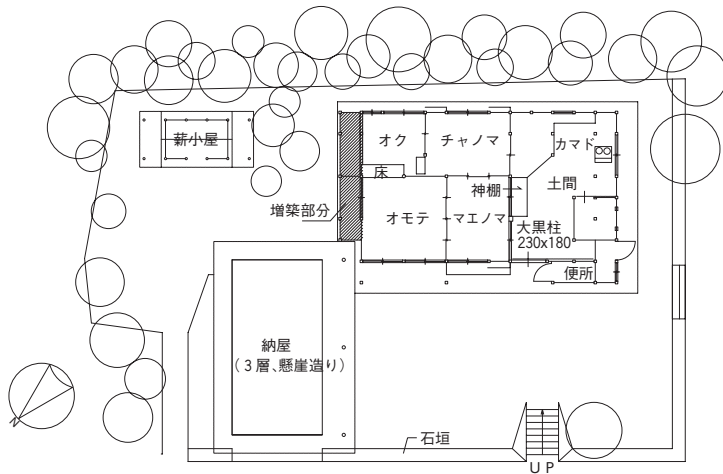 薪小屋
オク
チャノマ
カマド
床
神棚
土間
増築部分
オモテ
マエノマ
大黒柱
230x180
便所
納屋
(3層、懸崖造り)
N
石垣
UP